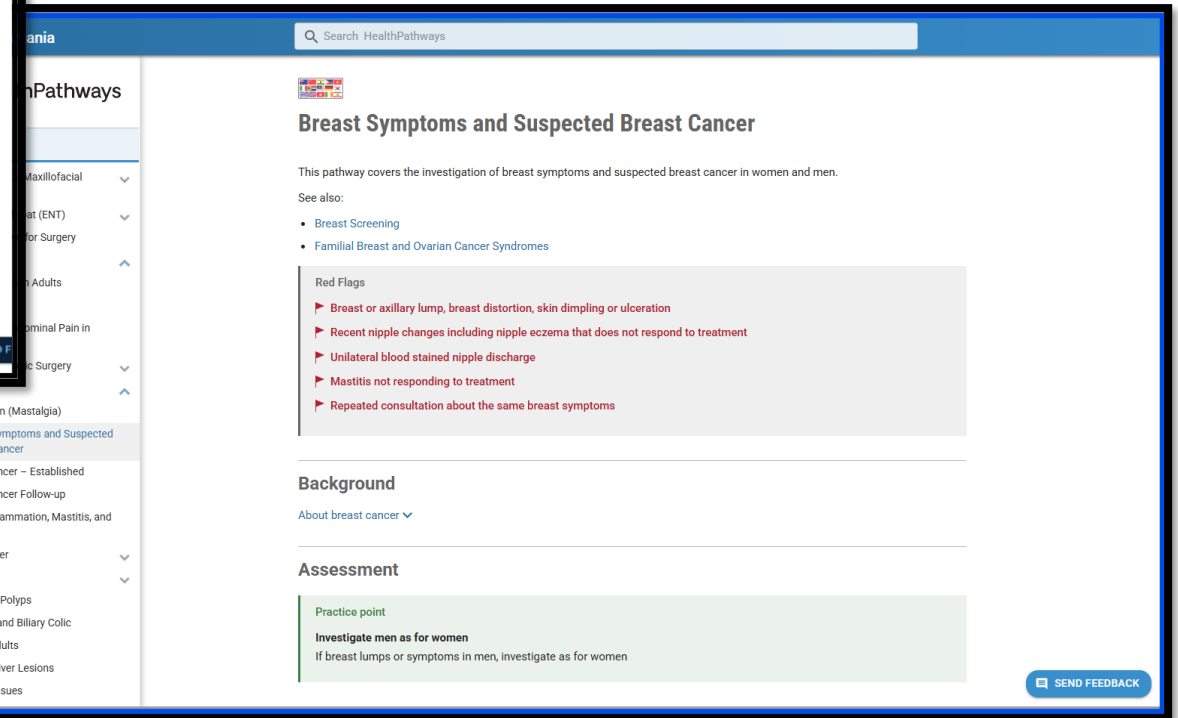 ania
Search HealthPathways
hPathways
Maxillofacial
at (ENT)
for Surgery
Adults
ominal Pain in
c Surgery
n (Mastalgia)
ymptoms and Suspected
ancer
ncer – Established
ncer Follow-up
ammation, Mastitis, and
er
Polyps
and Biliary Colic
dults
ver Lesions
sues
Breast Symptoms and Suspected Breast Cancer
This pathway covers the investigation of breast symptoms and suspected breast cancer in women and men.
See also:
• Breast Screening
• Familial Breast and Ovarian Cancer Syndromes
Red Flags
Breast or axillary lump, breast distortion, skin dimpling or ulceration
Recent nipple changes including nipple eczema that does not respond to treatment
Unilateral blood stained nipple discharge
Mastitis not responding to treatment
Repeated consultation about the same breast symptoms
Background
About breast cancer
Assessment
Practice point
Investigate men as for women
If breast lumps or symptoms in men, investigate as for women
SEND FEEDBACK